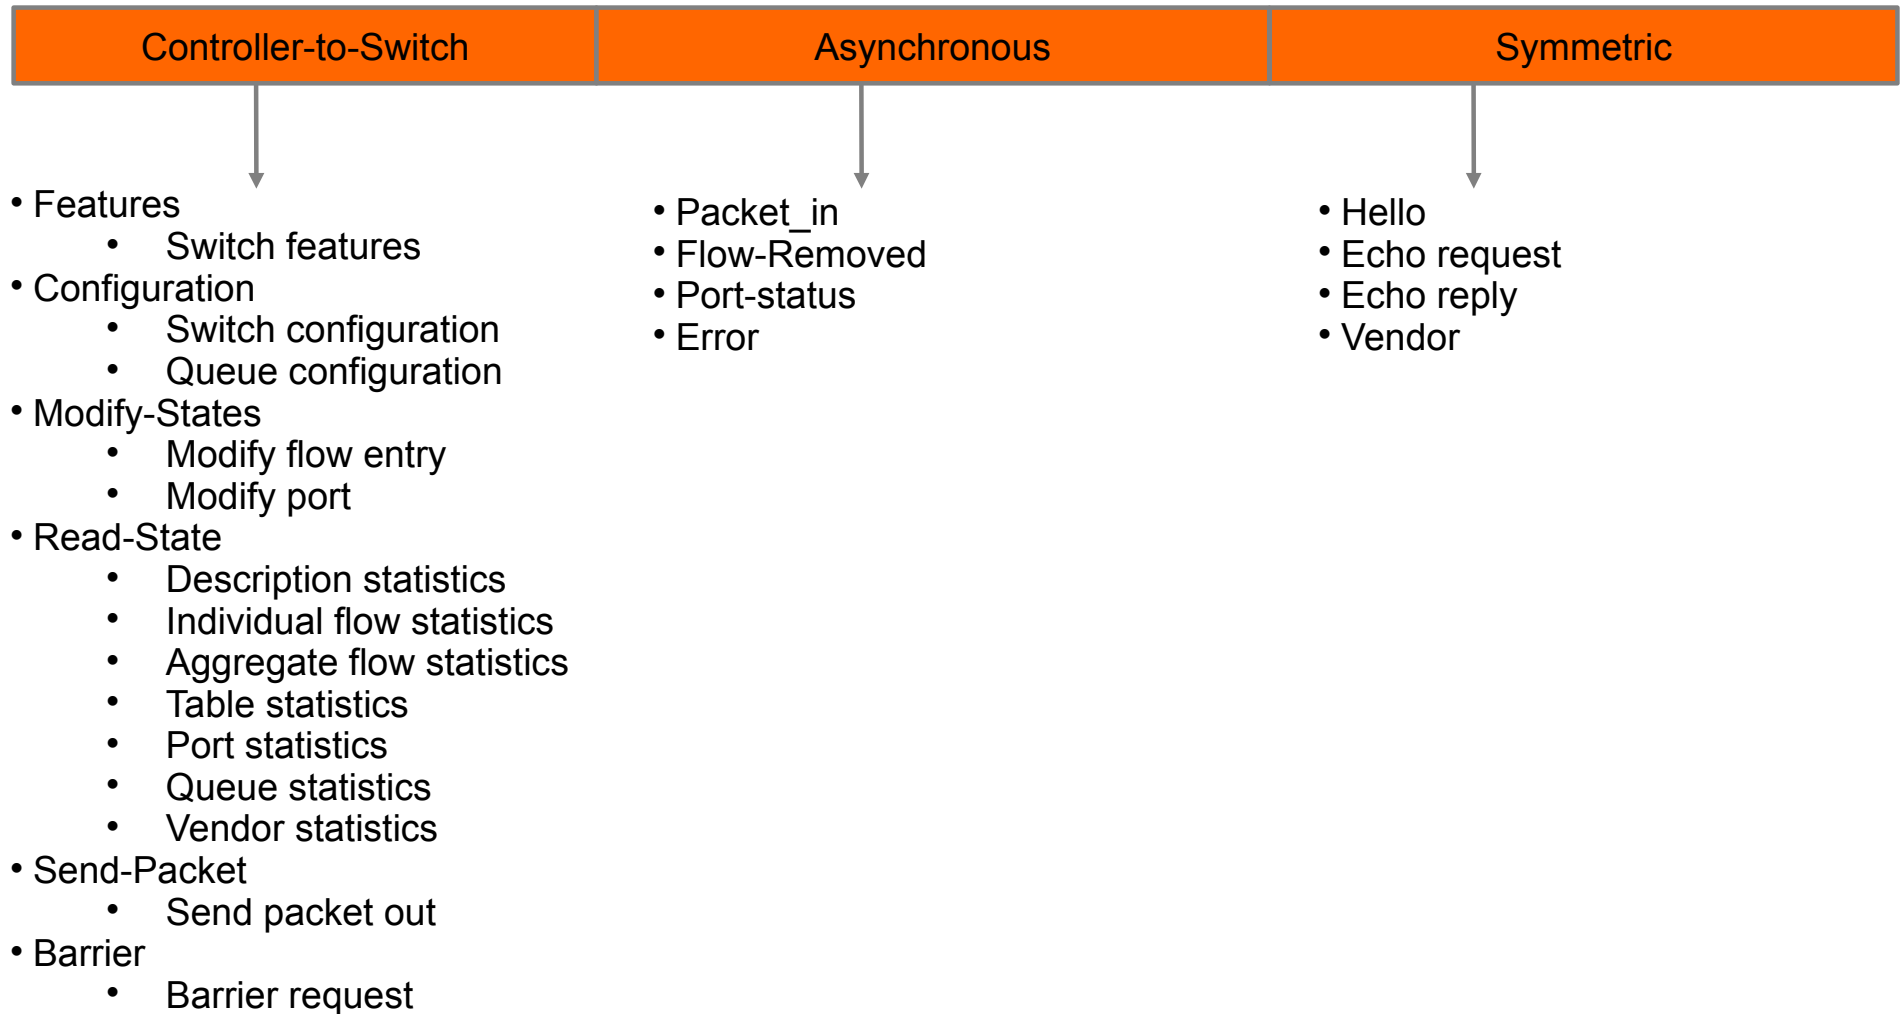 Controller-to-Switch
Asynchronous
Symmetric
• Features
• Switch features
• Configuration
• Switch configuration
• Queue configuration
• Modify-States
• Modify flow entry
• Modify port
• Read-State
• Description statistics
• Individual flow statistics
• Aggregate flow statistics
• Table statistics
• Port statistics
• Queue statistics
• Vendor statistics
• Send-Packet
• Send packet out
• Barrier
• Barrier request
• Packet_in
• Flow-Removed
• Port-status
• Error
• Hello
• Echo request
• Echo reply
• Vendor